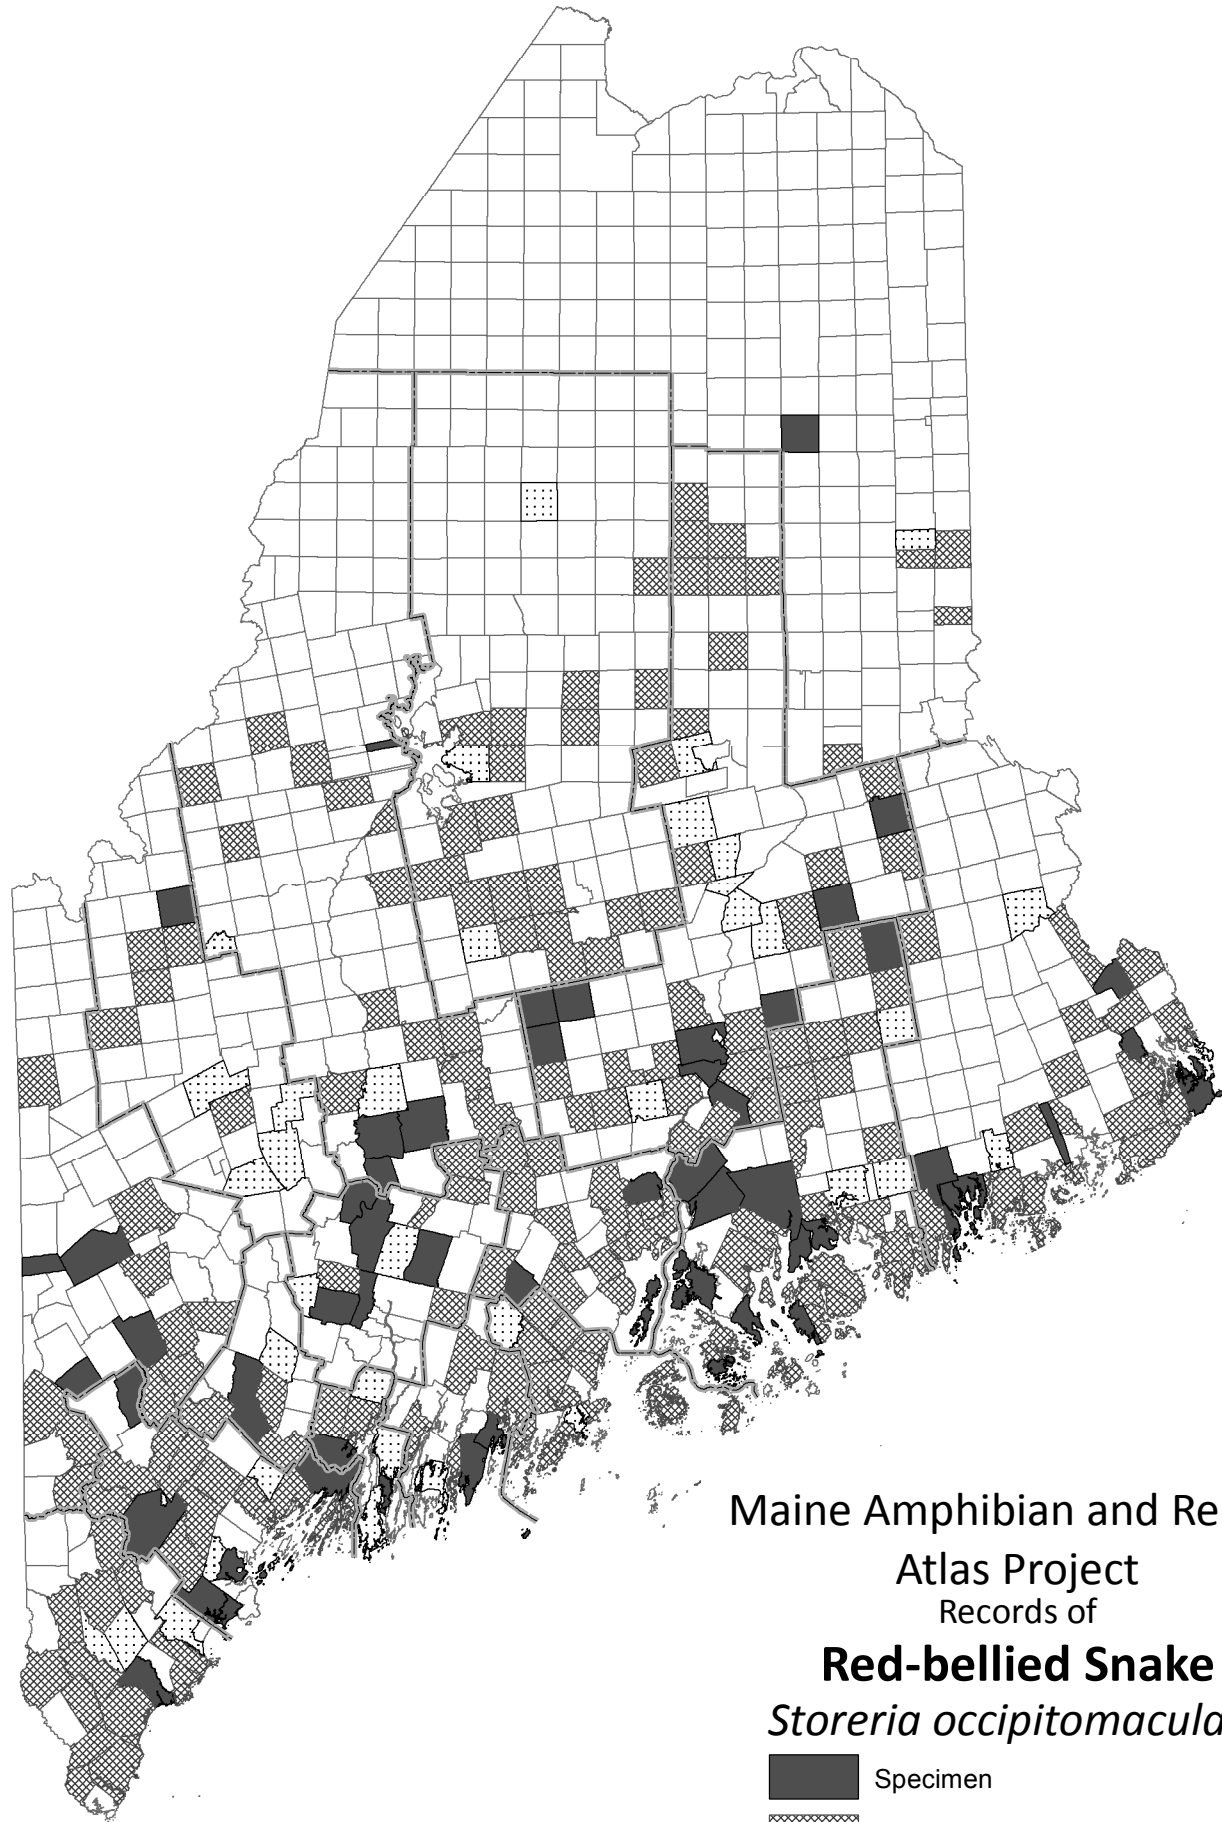 Maine Amphibian and Re
Atlas Project
Records of
Red-bellied Snake
Storeria occipitomacula
Specimen